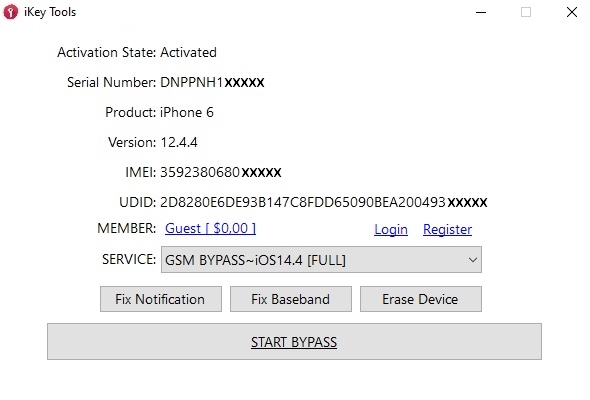 iKey Tools
Activation State: Activated
Serial Number: DNPPNH1XXXXX
Product: iPhone 6
Version: 12.4.4
IMEI: 3592380680XXXXX
UDID: 2D8280E6DE93B147C8FDD65090BEA200493XXXXX
MEMBER: Guest [ $0,00 ] Login Register
SERVICE: GSM BYPASS~iOS14.4 [FULL]
Fix Notification Fix Baseband Erase Device
START BYPASS